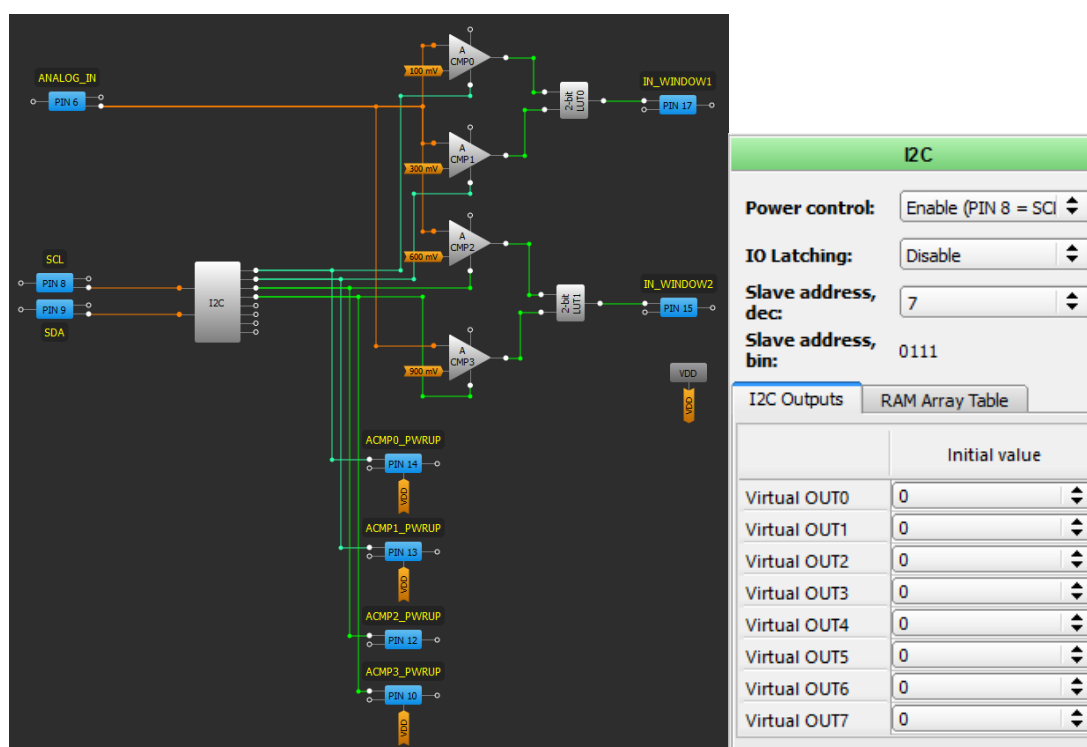 ANALOG_IN
PIN 6
A
CMP0
100 mV
2-bit
LUT0
IN_WINDOW1
PIN 17
A
CMP1
300 mV
A
CMP2
600 mV
SCL
PIN 8
PIN 9
SDA
I2C
2-bit
LUT1
IN_WINDOW2
PIN 15
A
CMP3
900 mV
VDD
VDD
ACMP0_PWRUP
PIN 14
VDD
ACMP1_PWRUP
PIN 13
VDD
ACMP2_PWRUP
PIN 12
ACMP3_PWRUP
PIN 10
VDD
I2C
Power control: Enable (PIN 8 = SCI
IO Latching: Disable
Slave address,
dec: 7
Slave address,
bin: 0111
I2C Outputs RAM Array Table
Initial value
Virtual OUT0 0
Virtual OUT1 0
Virtual OUT2 0
Virtual OUT3 0
Virtual OUT4 0
Virtual OUT5 0
Virtual OUT6 0
Virtual OUT7 0